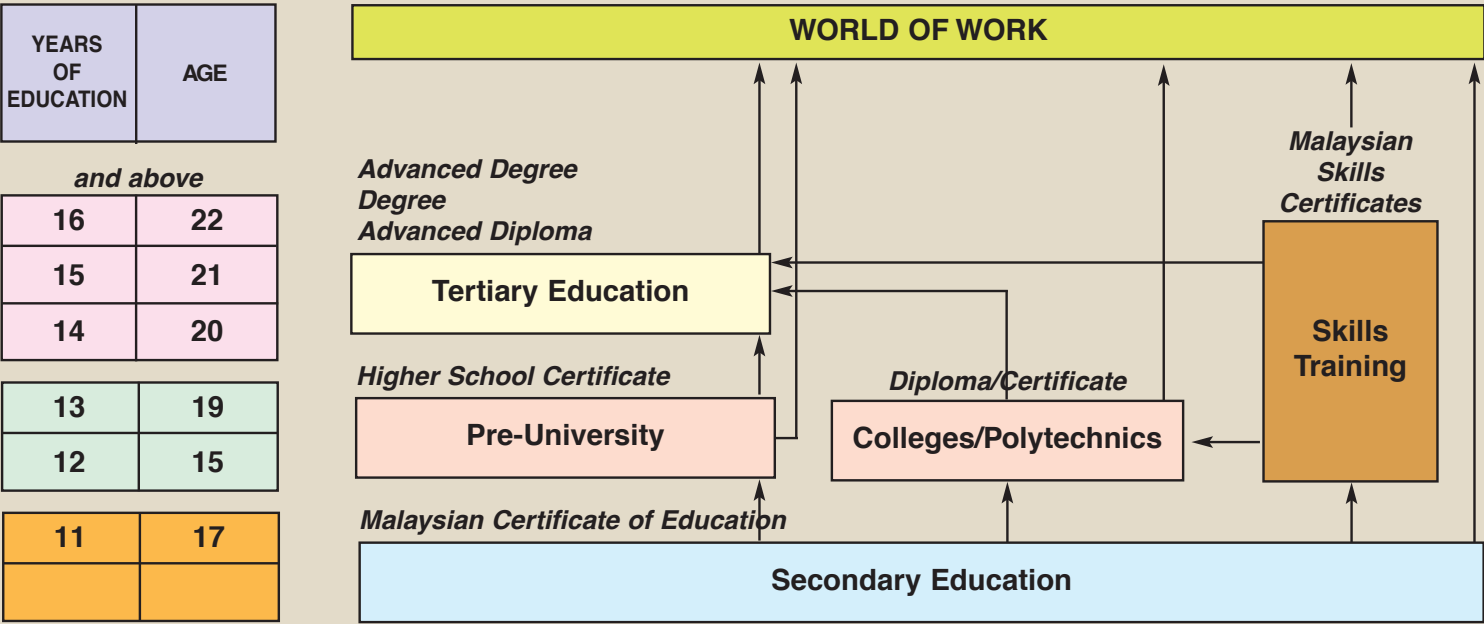 YEARS
OF
EDUCATION
AGE
and above
16 22
15 21
14 20
13 19
12 15
11 17
WORLD OF WORK
Advanced Degree
Degree
Advanced Diploma
Tertiary Education
Higher School Certificate
Pre-University
Diploma/Certificate
Colleges/Polytechnics
Malaysian
Skills
Certificates
Skills
Training
Malaysian Certificate of Education
Secondary Education